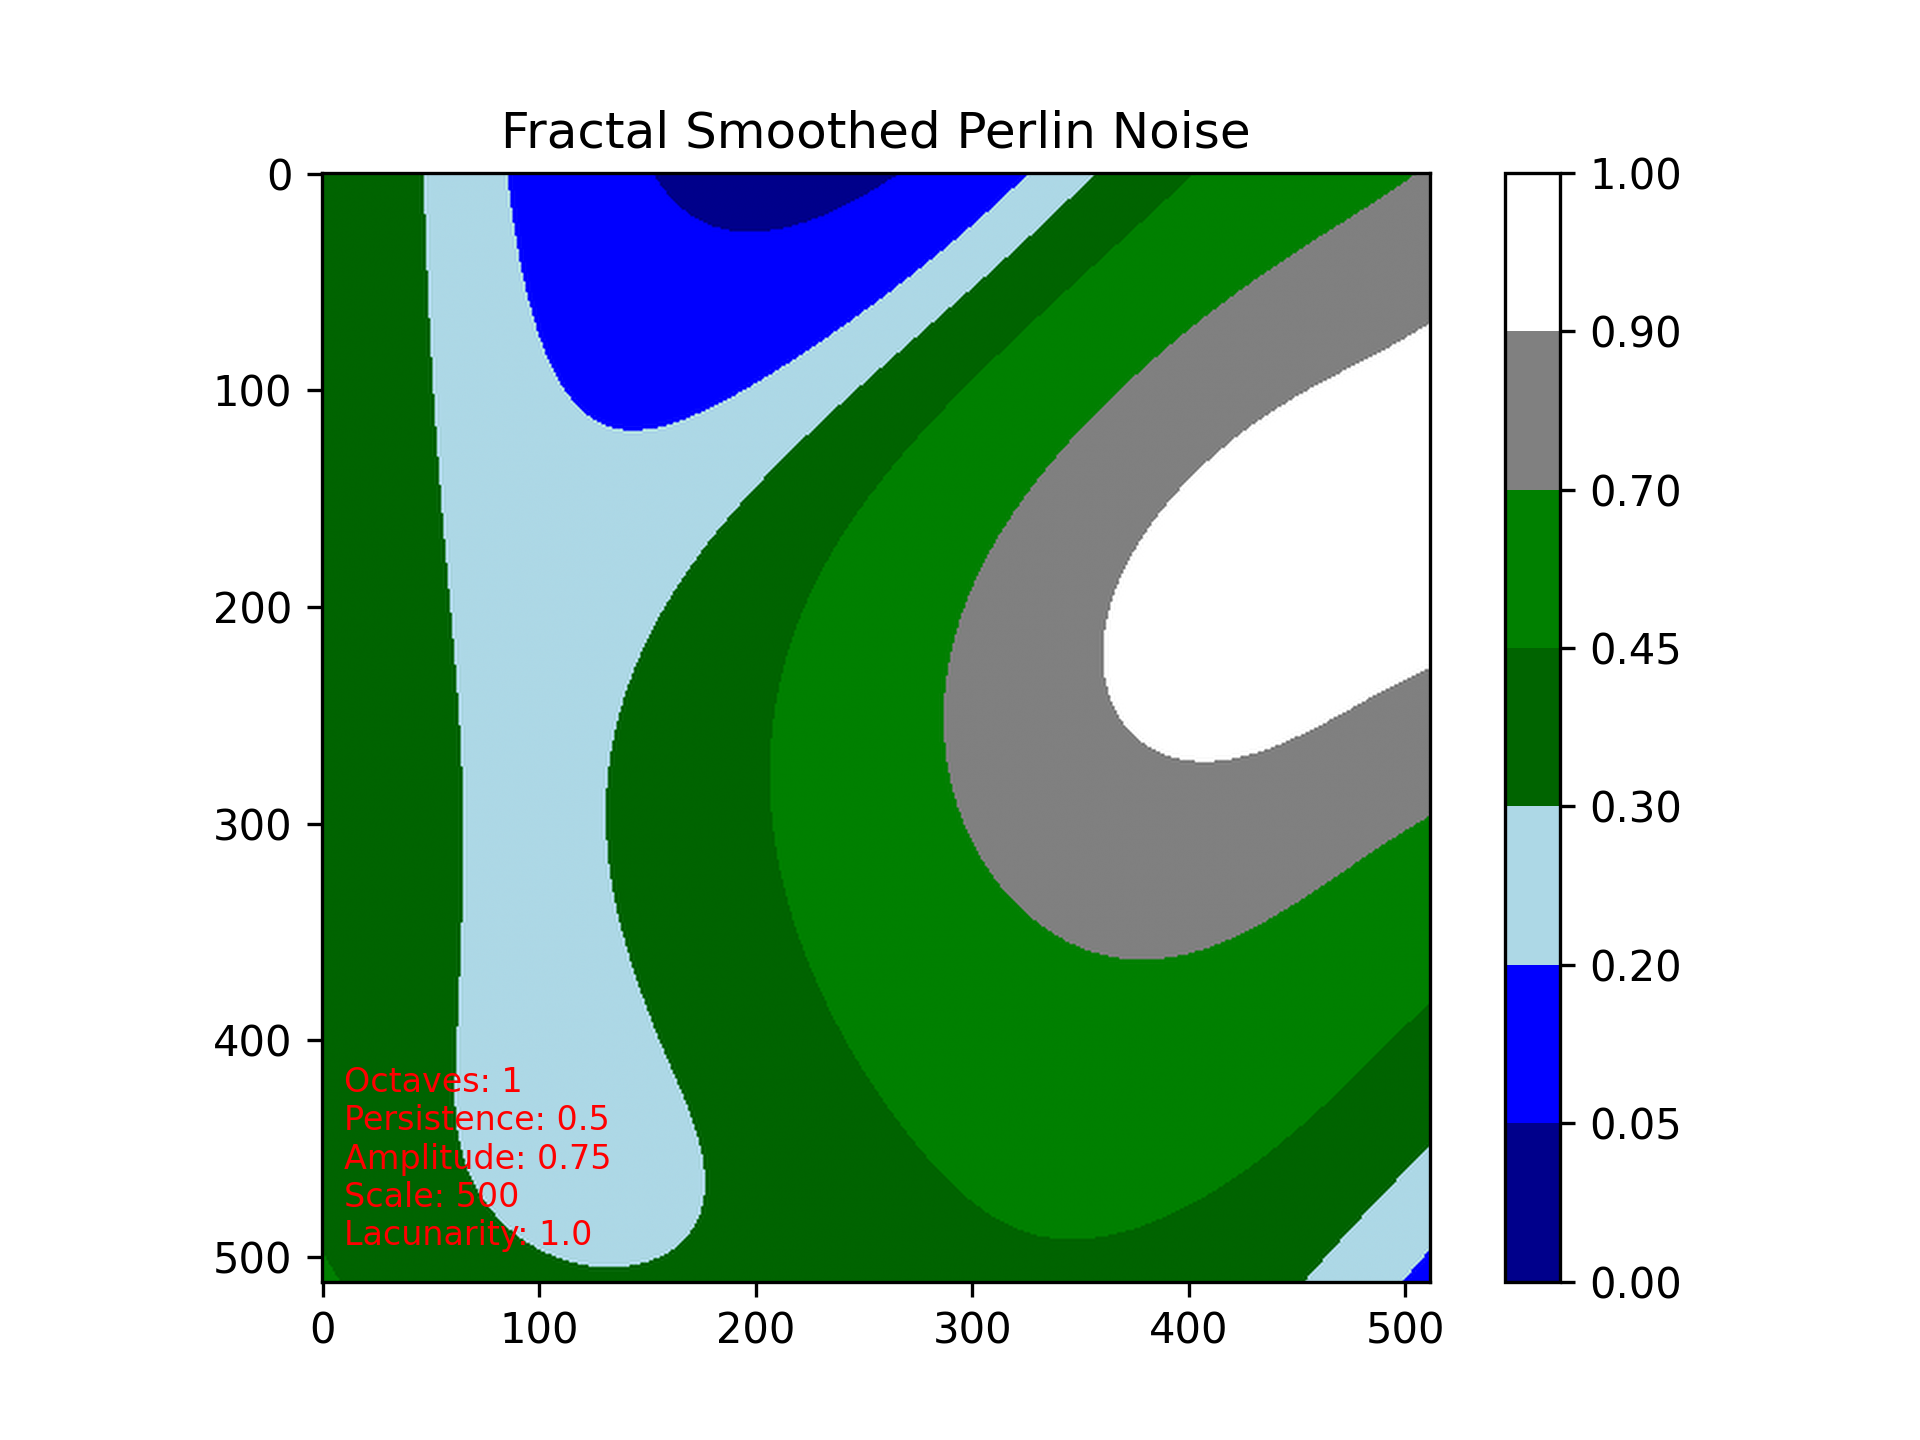 Fractal Smoothed Perlin Noise
0
100
200
300
400
500
Octaves: 1
Persistence: 0.5
Amplitude: 0.75
Scale: 500
Lacunarity: 1.0
0 100 200 300 400 500
1.00
0.90
0.70
0.45
0.30
0.20
0.05
0.00